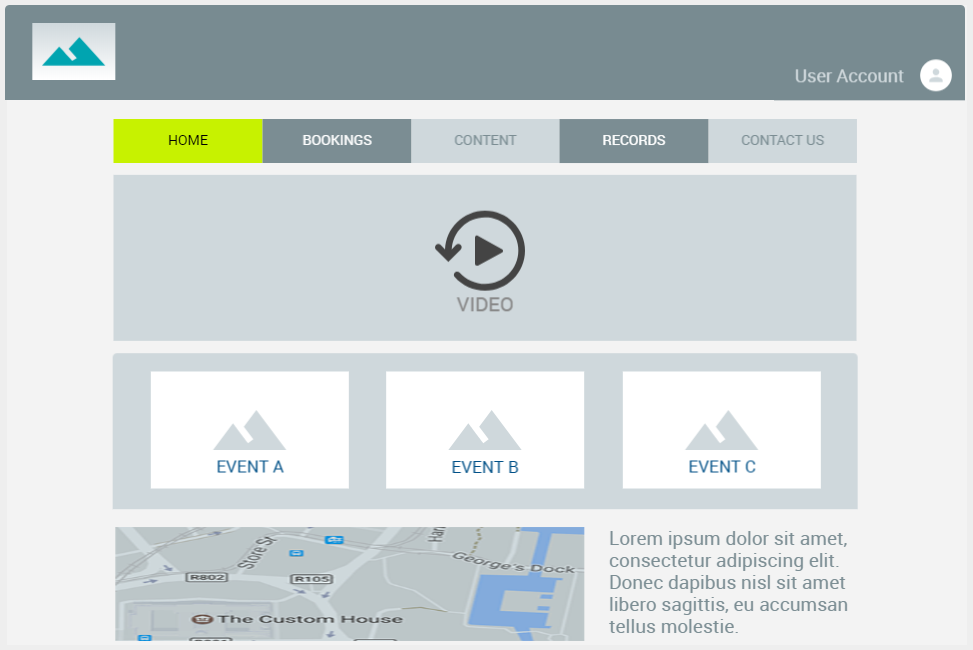 User Account
HOME
BOOKINGS
CONTENT
RECORDS
CONTACT US
VIDEO
EVENT A
EVENT B
EVENT C
Store St
Har
George's Dock
R802
R105
The Custom House
Lorem ipsum dolor sit amet,
consectetur adipiscing elit.
Donec dapibus nisl sit amet
libero sagittis, eu accumsan
tellus molestie.